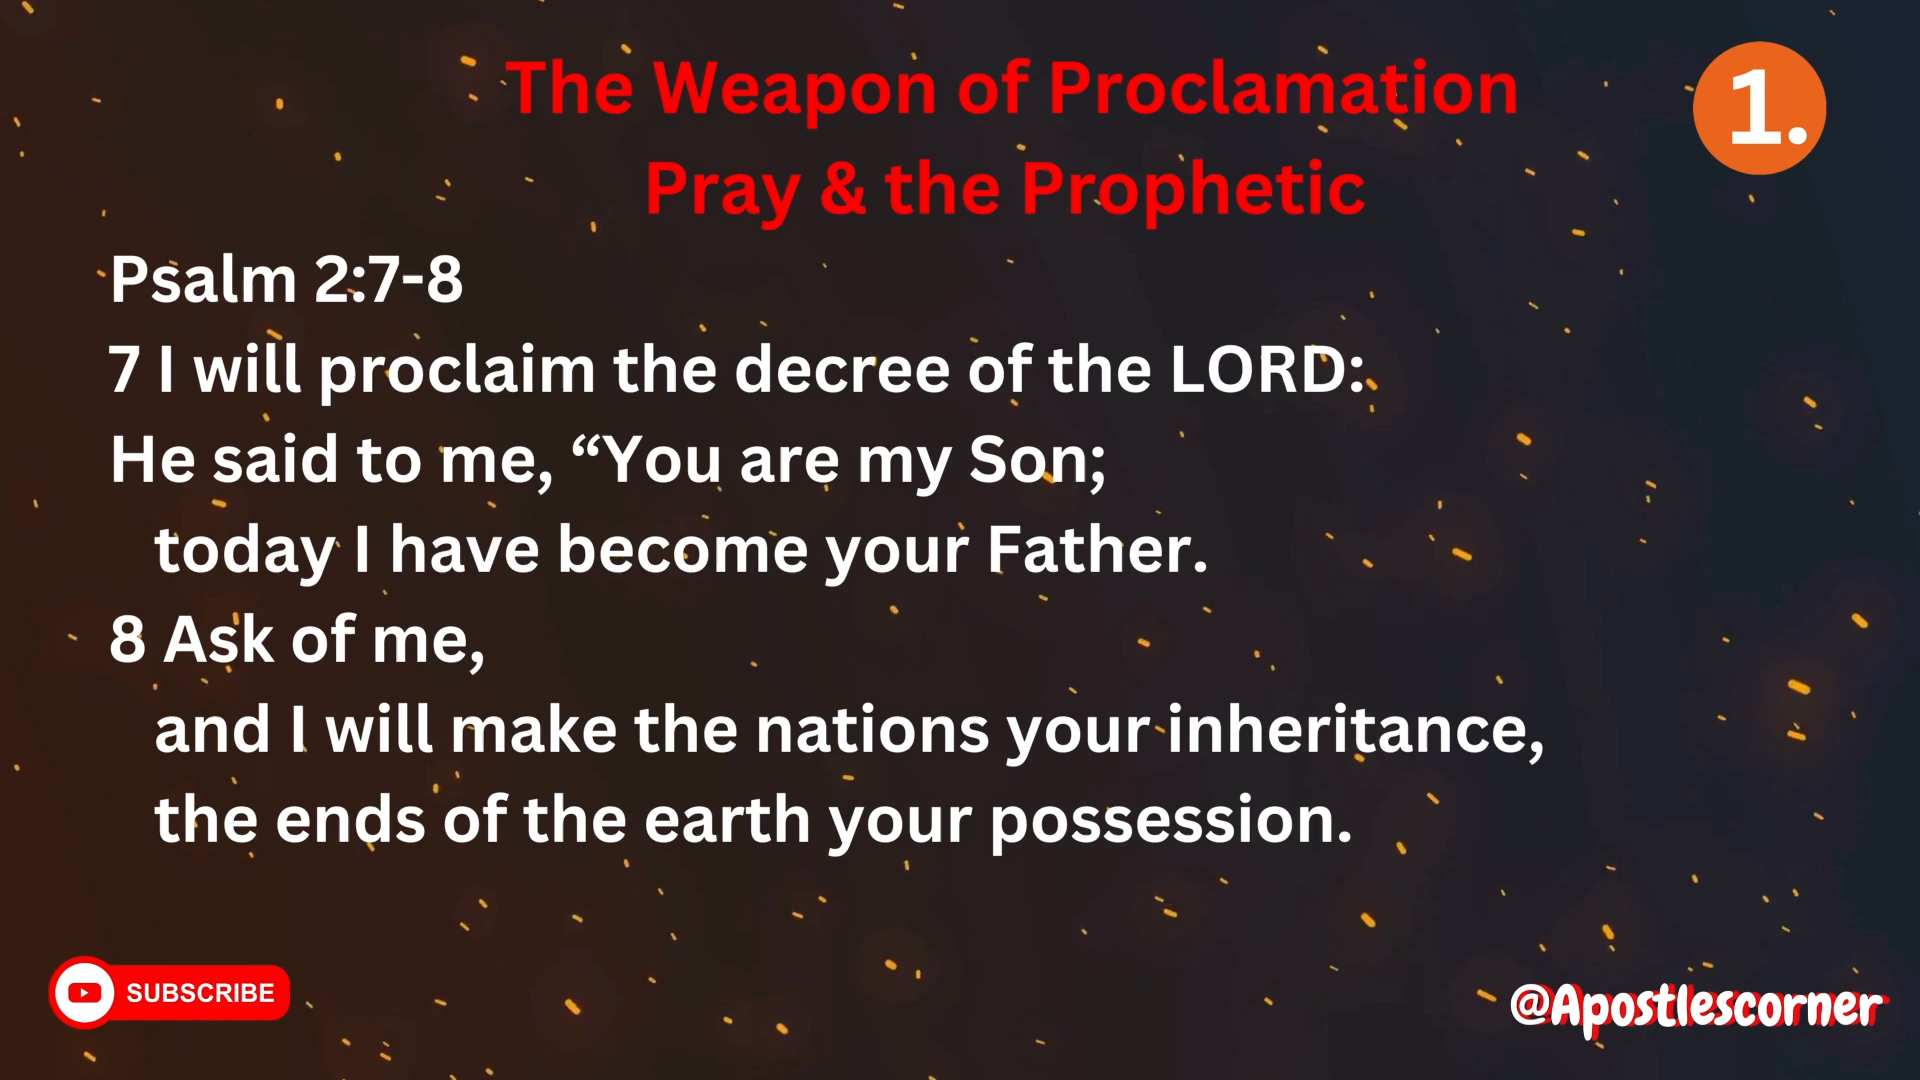 The Weapon of Proclamation
Pray & the Prophetic
1.
Psalm 2:7-8
7 I will proclaim the decree of the LORD:
He said to me, “You are my Son;
today I have become your Father.
8 Ask of me,
and I will make the nations your inheritance,
the ends of the earth your possession.
SUBSCRIBE
@Apostlescorner